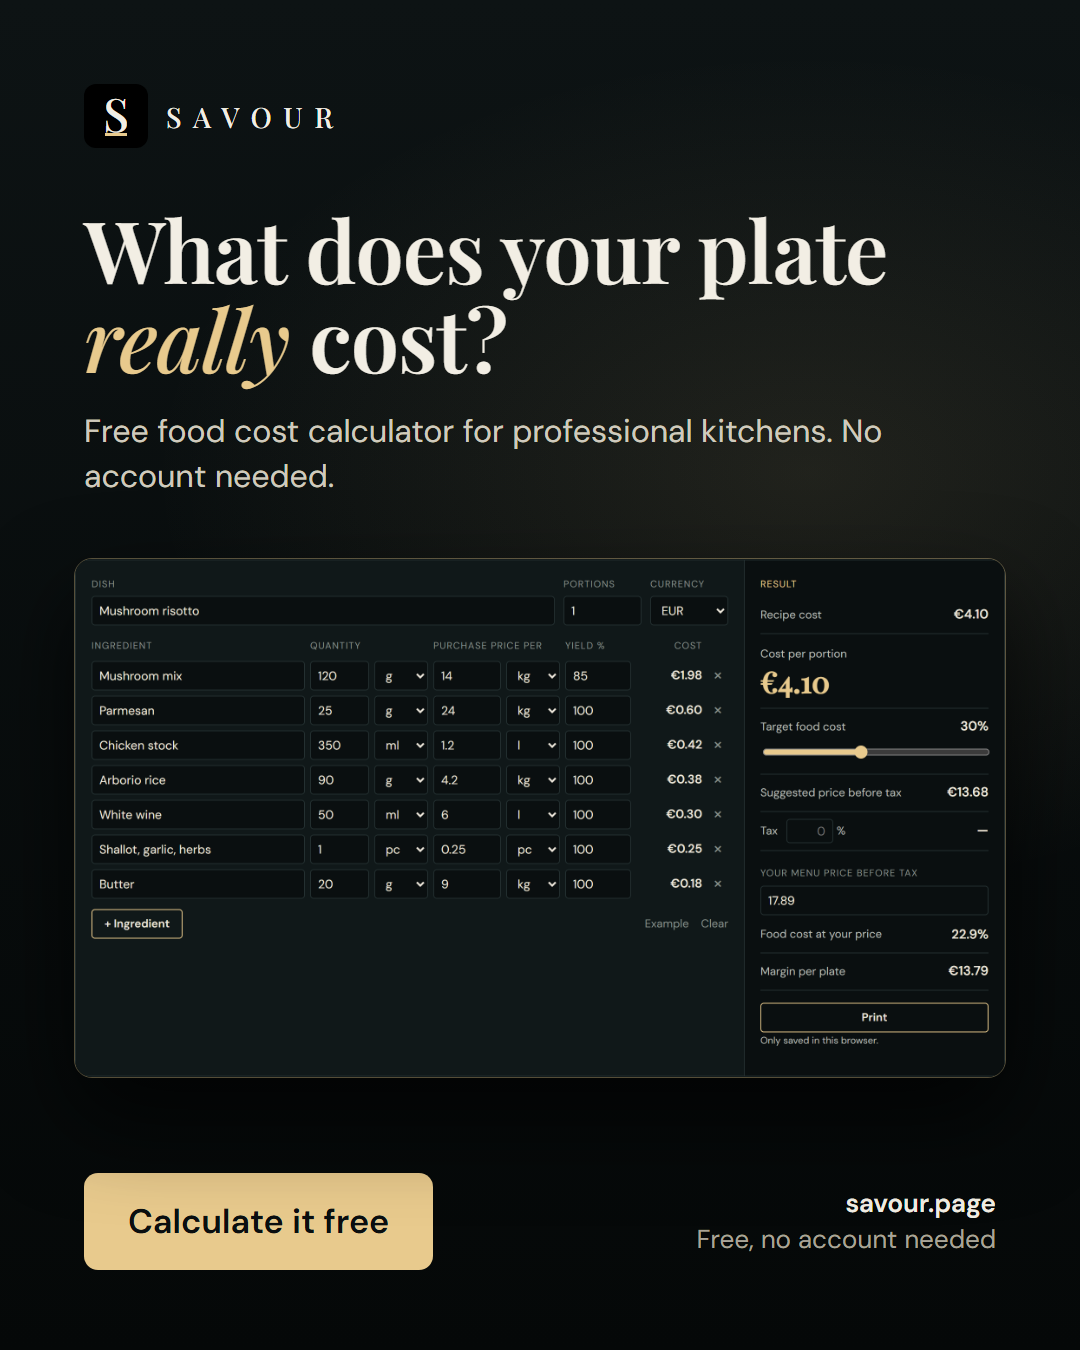 S SAVOUR
What does your plate
really cost?
Free food cost calculator for professional kitchens. No
account needed.
DISH PORTIONS CURRENCY
Mushroom risotto 1 EUR
INGREDIENT QUANTITY PURCHASE PRICE PER YIELD % COST
Mushroom mix 120 g 14 kg 85 €1.98 ×
Parmesan 25 g 24 kg 100 €0.60 ×
Chicken stock 350 ml 1.2 l 100 €0.42 ×
Arborio rice 90 g 4.2 kg 100 €0.38 ×
White wine 50 ml 6 l 100 €0.30 ×
Shallot, garlic, herbs 1 pc 0.25 pc 100 €0.25 ×
Butter 20 g 9 kg 100 €0.18 ×
+ Ingredient Example Clear
RESULT
Recipe cost €4.10
Cost per portion
€4.10
Target food cost 30%
Suggested price before tax €13.68
Tax 0 % —
YOUR MENU PRICE BEFORE TAX
17.89
Food cost at your price 22.9%
Margin per plate €13.79
Print
Only saved in this browser.
Calculate it free
savour.page
Free, no account needed